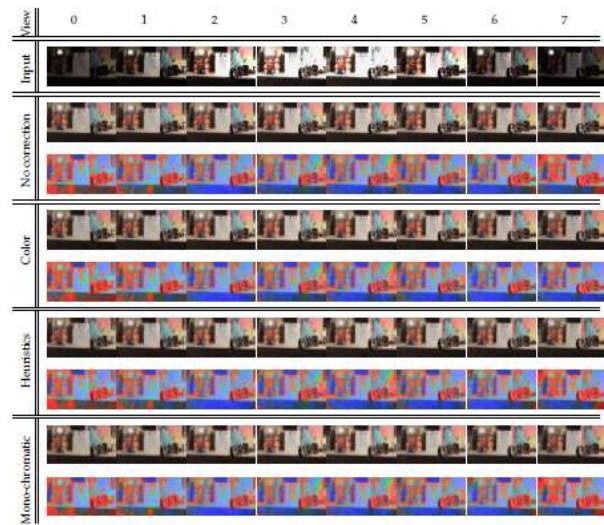 View 0 1 2 3 4 5 6 7
Input
No correction
Color
Heuristics
Mono-chromatic